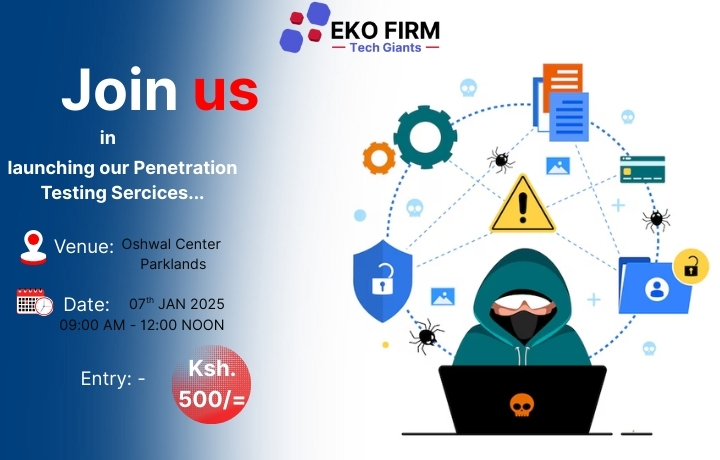 EKO FIRM
Tech Giants
Join us
in
launching our Penetration
Testing Sercices...
Venue: Oshwal Center
Parklands
Date: 07th JAN 2025
09:00 AM - 12:00 NOON
Entry: - Ksh.
500/=